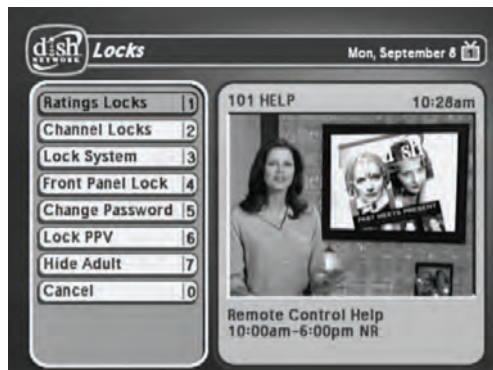 dish
NETWORK
Locks
Mon, September 8
Ratings Locks 1
Channel Locks 2
Lock System 3
Front Panel Lock 4
Change Password 5
Lock PPV 6
Hide Adult 7
Cancel 0
101 HELP 10:28am
dish
PAST MEETS PRESENT
Remote Control Help
10:00am-6:00pm NR